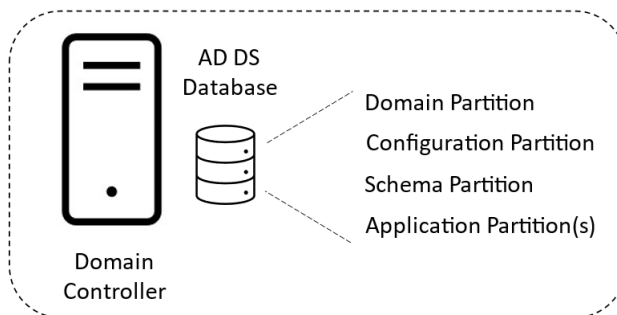 AD DS
Database
Domain Partition
Configuration Partition
Schema Partition
Application Partition(s)
Domain
Controller